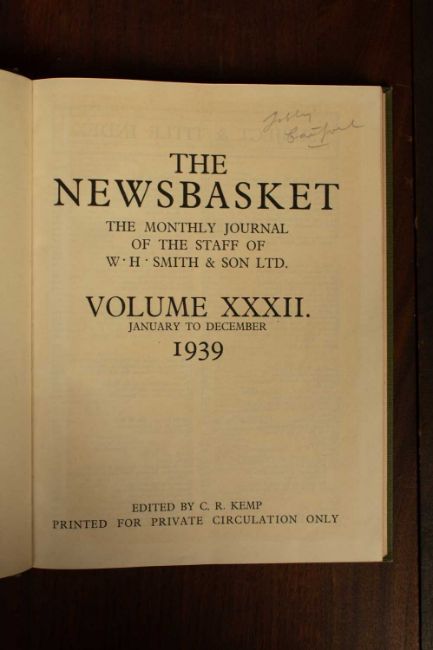 THE
NEWSBASKET
THE MONTHLY JOURNAL
OF THE STAFF OF
W·H·SMITH & SON LTD.
VOLUME XXXII.
JANUARY TO DECEMBER
1939
EDITED BY C. R. KEMP
PRINTED FOR PRIVATE CIRCULATION ONLY